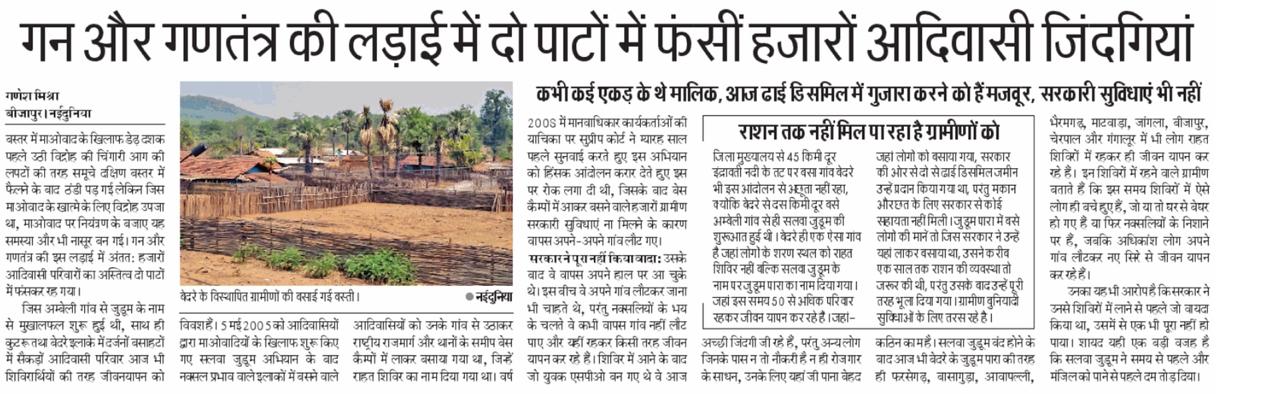 गन और गणतंत्र की लड़ाई में दो पाटों में फंसीं हजारों आदिवासी जिंदगियां
कभी कई एकड़ के थे मालिक, आज ढाई डिसमिल में गुजारा करने को हैं मजबूर, सरकारी सुविधाएं भी नहीं
गणेश मिश्रा
बीजापुर। नईदुनिया
बस्तर में माओवाद के खिलाफ डेढ़ दशक
पहले उठी विद्रोह की चिंगारी आग की
लपटों की तरह समूचे दक्षिण बस्तर में
फैलने के बाद ठंडी पड़ गई लेकिन जिस
माओवाद के खात्मे के लिए विद्रोह उपजा
था, माओवाद पर नियंत्रण के बजाए यह
समस्या और भी नासूर बन गई। गन और
गणतंत्र की इस लड़ाई में अंतत: हजारों
आदिवासी परिवारों का अस्तित्व दो पाटों
में फंसकर रह गया।
जिस अम्बेली गांव से जुडूम के नाम
से मुखालफल शुरू हुई थी, साथ ही
कुटरू तथा बेदरे इलाके में दर्जनों बसाहटों
में सैकड़ों आदिवासी परिवार आज भी
शिविरार्थियों की तरह जीवनयापन को
बेदरे के विस्थापित ग्रामीणों की बसाई गई बस्ती।
● नईदुनिया
विवश हैं। 5 मई 2005 को आदिवासियों
द्वारा माओवादियों के खिलाफ शुरू किए
गए सलवा जुडूम अभियान के बाद
नक्सल प्रभाव वाले इलाकों में बसने वाले
आदिवासियों को उनके गांव से उठाकर
राष्ट्रीय राजमार्ग और थानों के समीप बेस
कैम्पों में लाकर बसाया गया था, जिन्हें
राहत शिविर का नाम दिया गया था। वर्ष
2008 में मानवाधिकार कार्यकर्ताओं की
याचिका पर सुप्रीप कोर्ट ने ग्यारह साल
पहले सुनवाई करते हुए इस अभियान
को हिंसक आंदोलन करार देते हुए इस
पर रोक लगा दी थी, जिसके बाद बेस
कैम्पों में आकर बसने वाले हजारों ग्रामीण
सरकारी सुविधाएं ना मिलने के कारण
वापस अपने-अपने गांव लौट गए।
सरकार ने पूरा नहीं किया वादा: उसके
बाद वे वापस अपने हाल पर आ चुके
थे। इस बीच वे अपने गांव लौटकर जाना
भी चाहते थे, परंतु नक्सलियों के भय
के चलते वे कभी वापस गांव नहीं लौट
पाए और यहीं रहकर किसी तरह जीवन
यापन कर रहे हैं। शिविर में आने के बाद
जो युवक एसपीओ बन गए थे वे आज
राशन तक नहीं मिल पा रहा है ग्रामीणों को
जिला मुख्यालय से 45 किमी दूर
इंद्रावती नदी के तट पर बसा गांव बेदरे
भी इस आंदोलन से अछूता नहीं रहा,
क्योंकि बेदरे से दस किमी दूर बसे
अम्बेली गांव से ही सलवा जुडूम की
शुरूआत हुई थी। बेदरे ही एक ऐसा गांव
है जहां लोगों के शरण स्थल को राहत
शिविर नहीं बल्कि सलवा जुडूम के
नाम पर जुडूम पारा का नाम दिया गया।
जहां इस समय 50 से अधिक परिवार
रहकर जीवन यापन कर रहे हैं। जहां-
जहां लोगों को बसाया गया, सरकार
की ओर से दो से ढाई डिसमिल जमीन
उन्हें प्रदान किया गया था, परंतु मकान
और छत के लिए सरकार से कोई
सहायता नहीं मिली। जुडूम पारा में बसे
लोगों की मानें तो जिस सरकार ने उन्हें
यहां लाकर बसाया था, उसने करीब
एक साल तक राशन की व्यवस्था तो
जरूर की थी, परंतु उसके बाद उन्हें पूरी
तरह भूला दिया गया। ग्रामीण बुनियादी
सुविधाओं के लिए तरस रहे है।
अच्छी जिंदगी जी रहे हैं, परंतु अन्य लोग
जिनके पास न तो नौकरी है न ही रोजगार
के साधन, उनके लिए यहां जी पाना बेहद
कठिन का म है। सलवा जुडूम बंद होने के
बाद आज भी बेदरे के जुडूम पारा की तरह
ही फरसेगढ़, बासागुड़ा, आवापल्ली,
भैरमगढ़, माटवाड़ा, जांगला, बीजापुर,
चेरपाल और गंगालूर में भी लोग राहत
शिविरों में रहकर ही जीवन यापन कर
रहे हैं। इन शिविरों में रहने वाले ग्रामीण
बताते हैं कि इस समय शिविरों में ऐसे
लोग ही बचे हुए हैं, जो या तो घर से बेघर
हो गए हैं या फिर नक्सलियों के निशाने
पर हैं, जबकि अधिकांश लोग अपने
गांव लौटकर नए सिरे से जीवन यापन
कर रहे हैं।
उनका यह भी आरोप है कि सरकार ने
उनसे शिविरों में लाने से पहले जो वायदा
किया था, उसमें से एक भी पूरा नहीं हो
पाया। शायद यही एक बड़ी वजह है
कि सलवा जुडूम ने समय से पहले और
मंजिल को पाने से पहले दम तोड़ दिया।